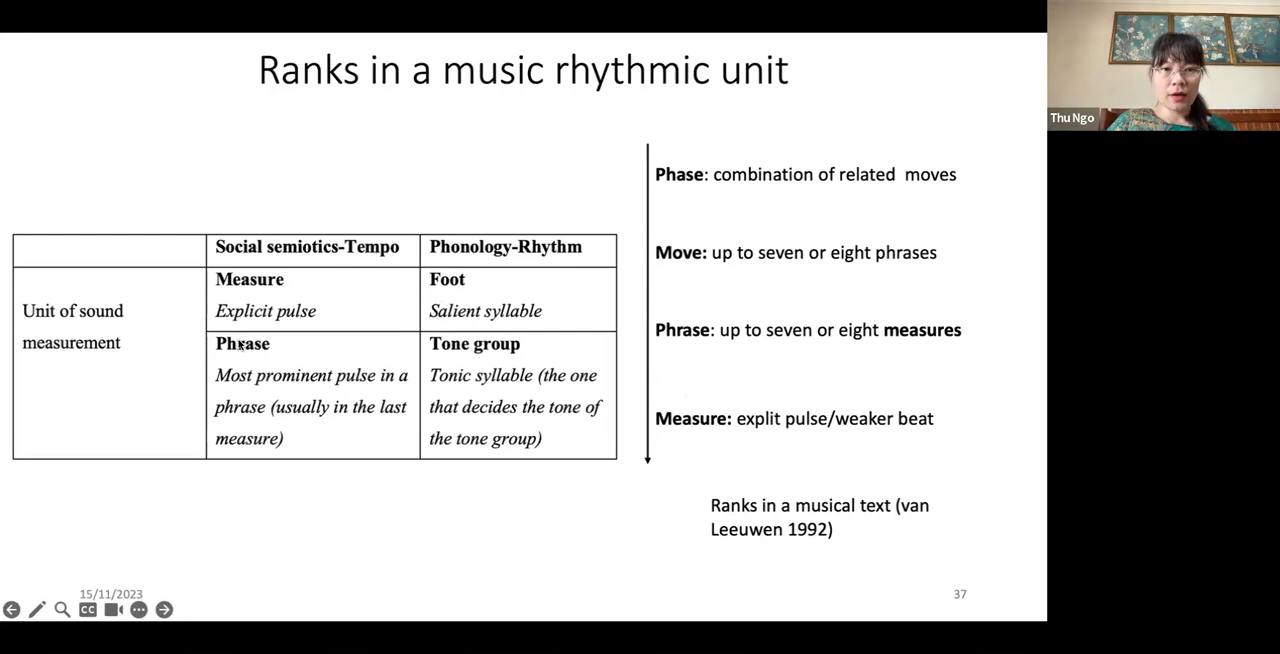 Ranks in a music rhythmic unit
Thu Ngo
Social semiotics-Tempo Phonology-Rhythm
Unit of sound measurement
Measure
Explicit pulse
Foot
Salient syllable
Phrase
Most prominent pulse in a
phrase (usually in the last
measure)
Tone group
Tonic syllable (the one
that decides the tone of
the tone group)
Phase: combination of related moves
Move: up to seven or eight phrases
Phrase: up to seven or eight measures
Measure: explit pulse/weaker beat
Ranks in a musical text (van
Leeuwen 1992)
15/11/2023
37
CC